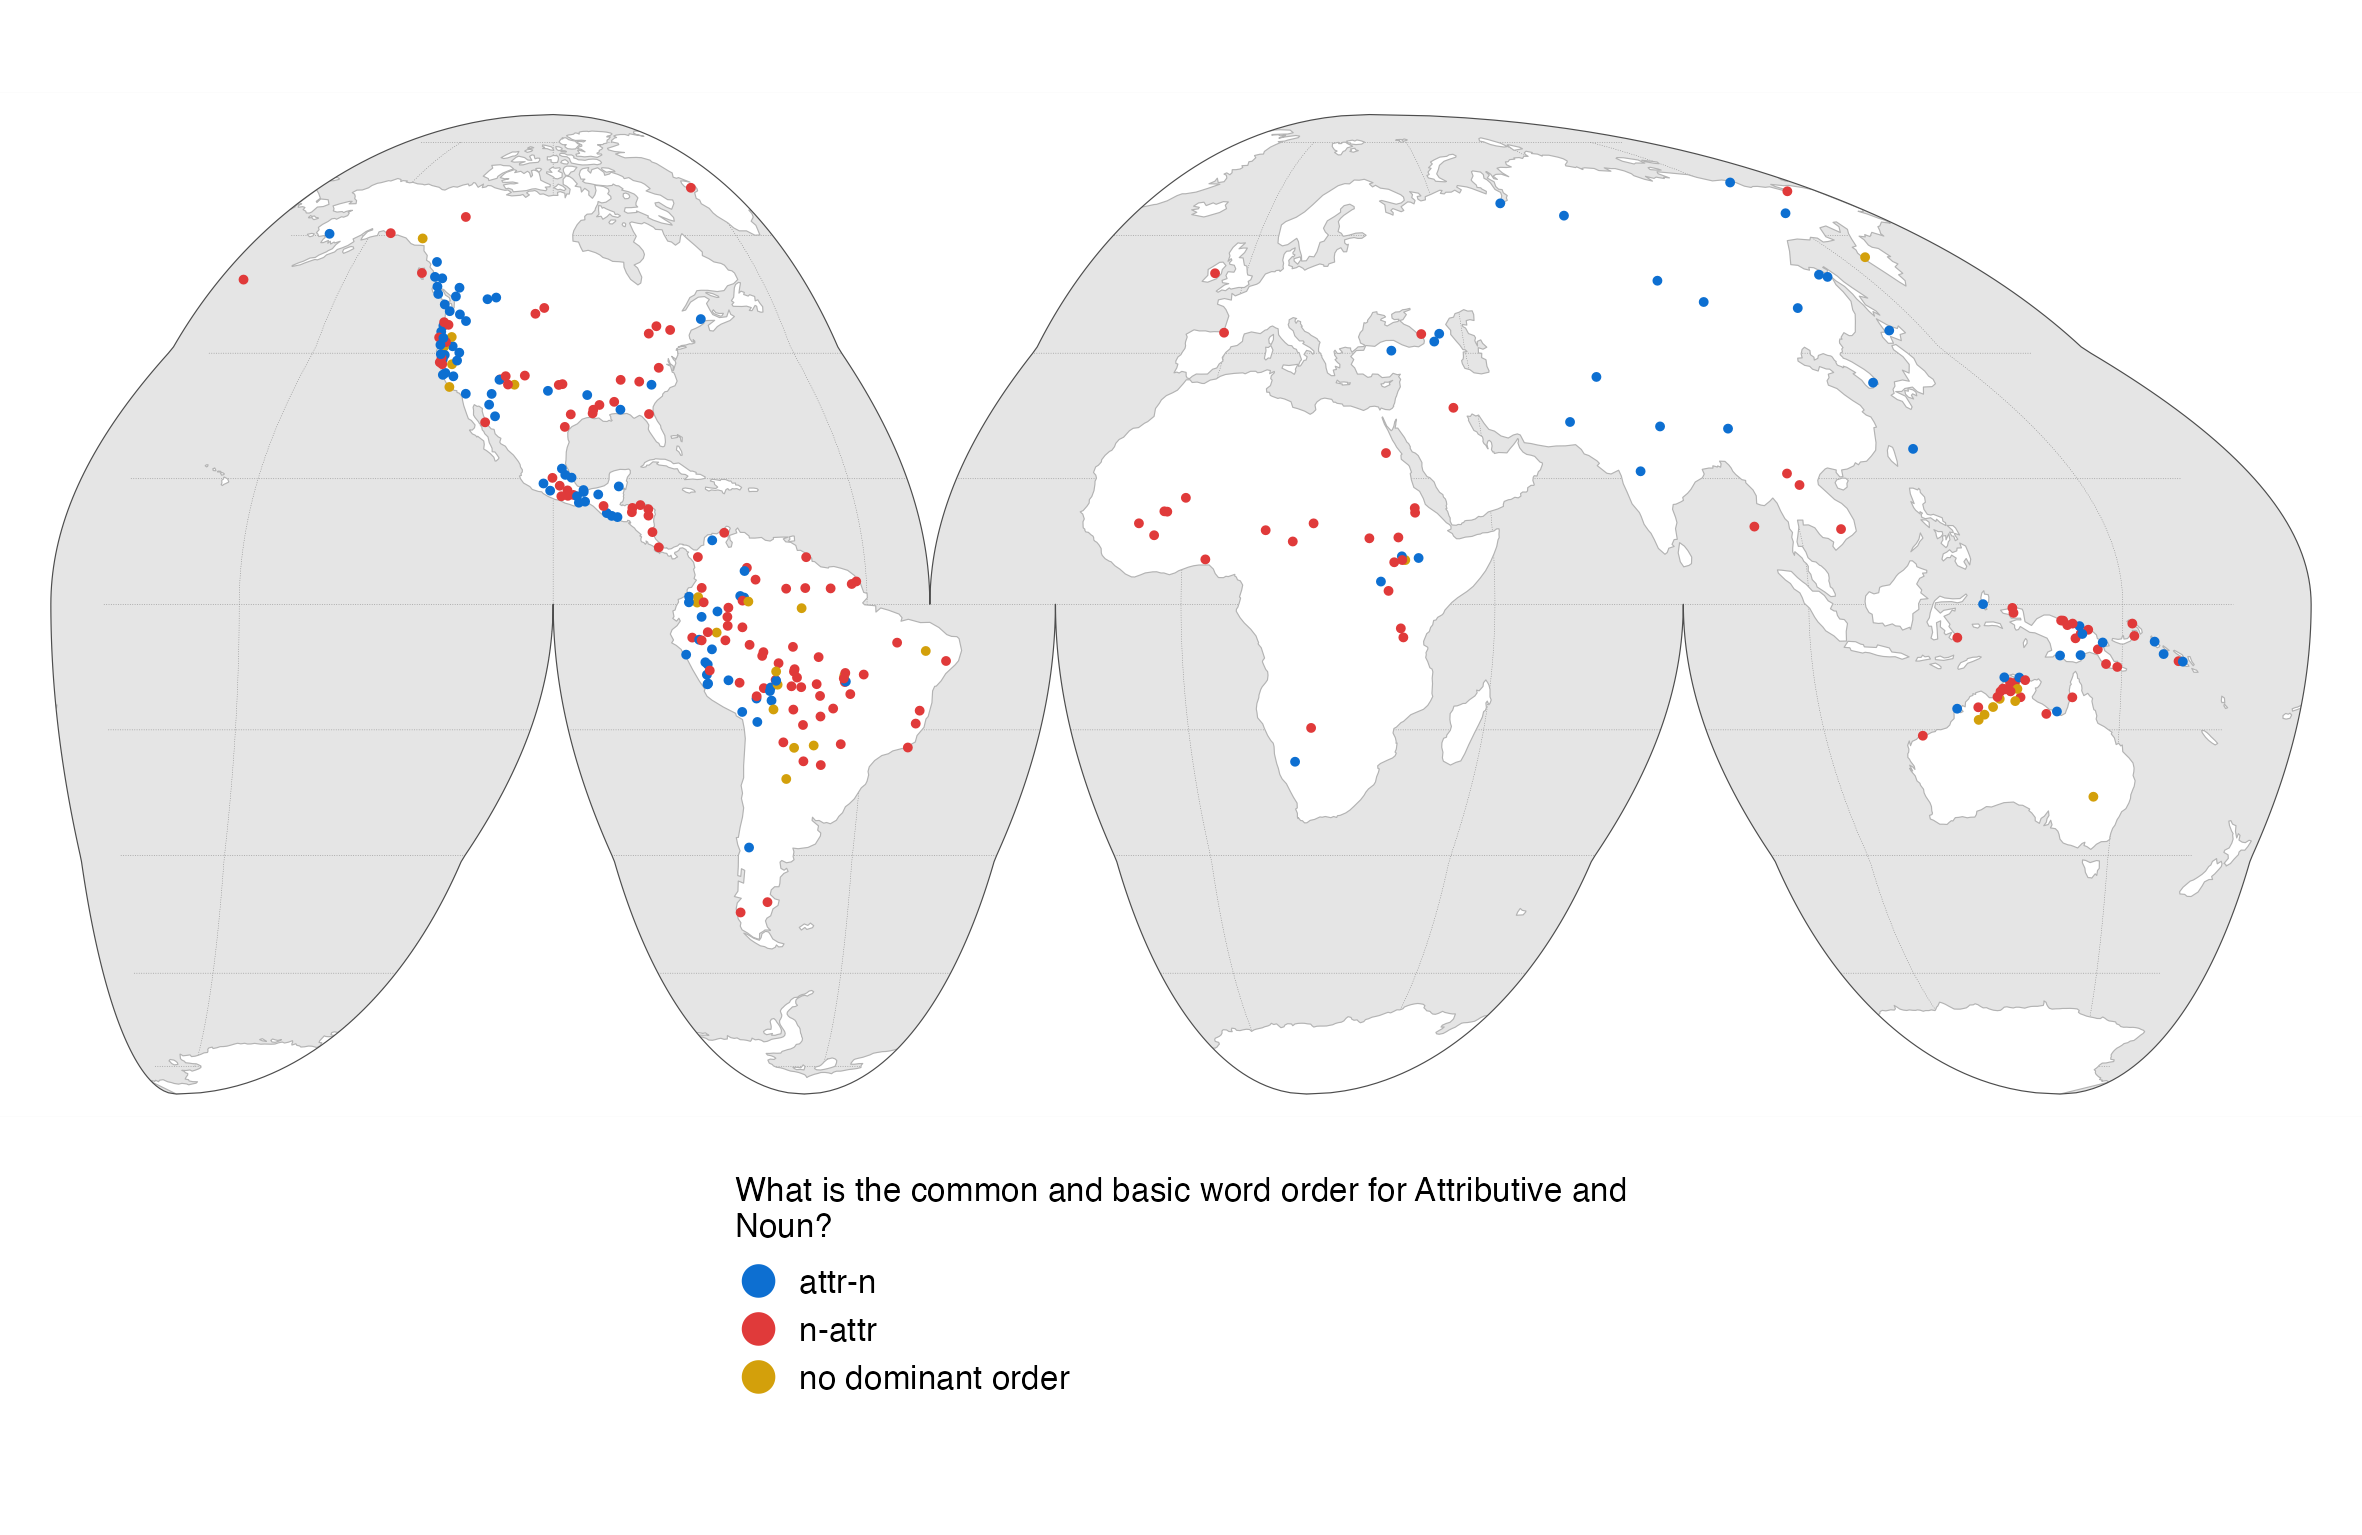 What is the common and basic word order for Attributive and
Noun?
attr-n
n-attr
no dominant order